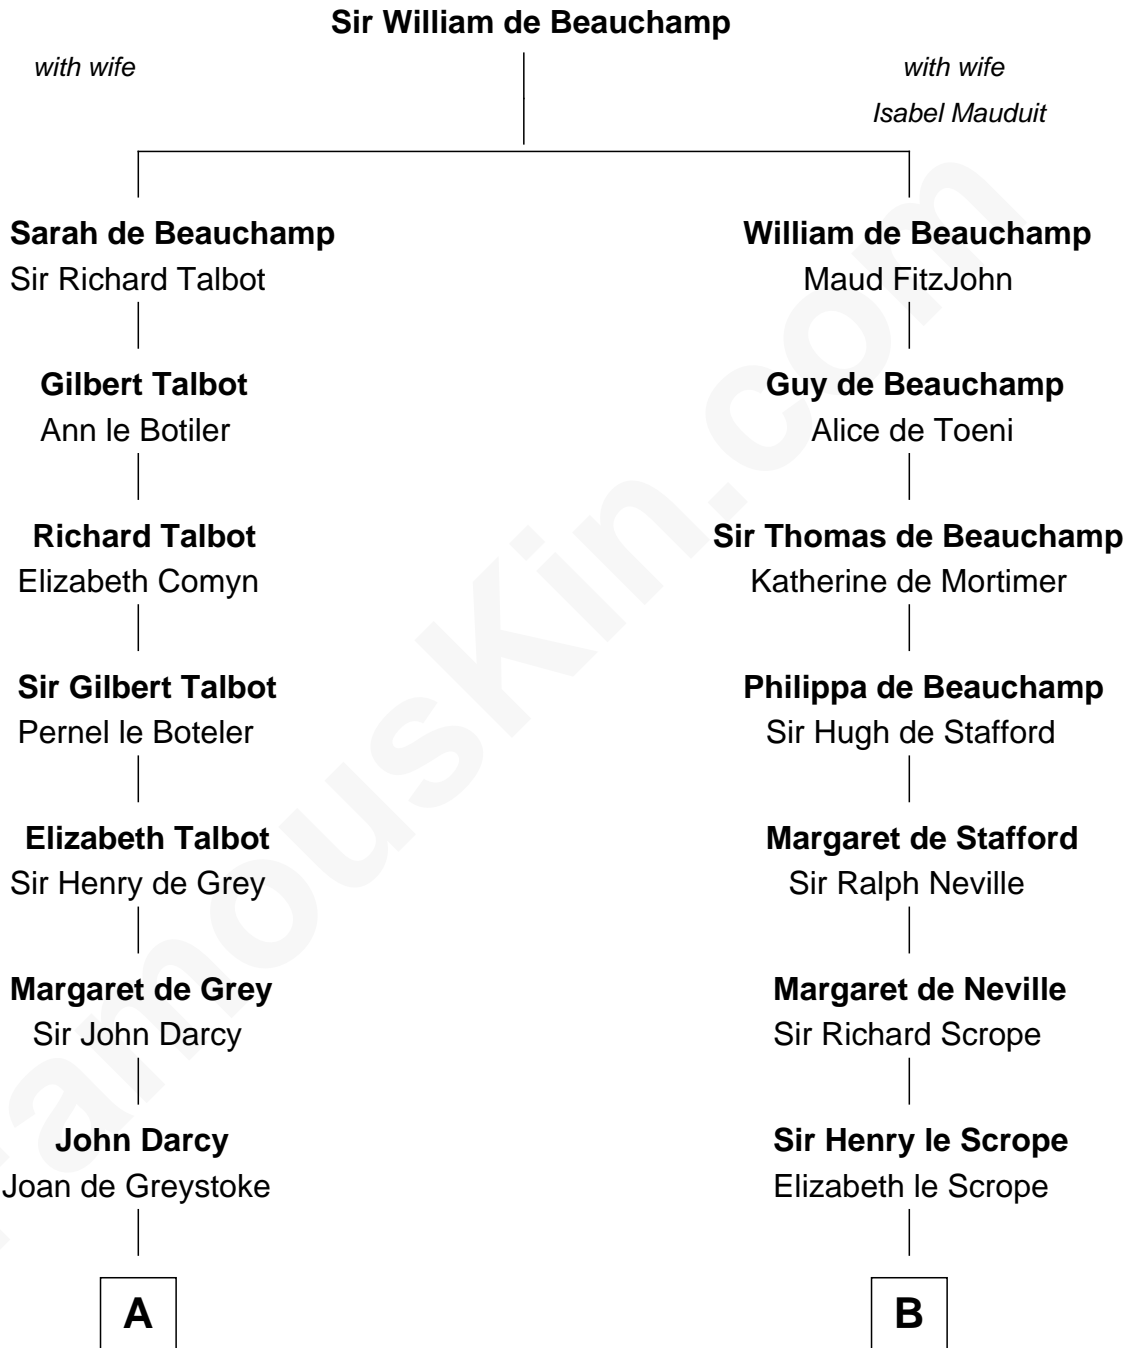 Sir William de Beauchamp
with wife
with wife
Isabel Mauduit
Sarah de Beauchamp
Sir Richard Talbot
William de Beauchamp
Maud FitzJohn
Gilbert Talbot
Ann le Botiler
Guy de Beauchamp
Alice de Toeni
Richard Talbot
Elizabeth Comyn
Sir Thomas de Beauchamp
Katherine de Mortimer
Sir Gilbert Talbot
Pernel le Boteler
Philippa de Beauchamp
Sir Hugh de Stafford
Elizabeth Talbot
Sir Henry de Grey
Margaret de Stafford
Sir Ralph Neville
Margaret de Grey
Sir John Darcy
Margaret de Neville
Sir Richard Scrope
John Darcy
Joan de Greystoke
Sir Henry le Scrope
Elizabeth le Scrope
A
B
FamousKin.com